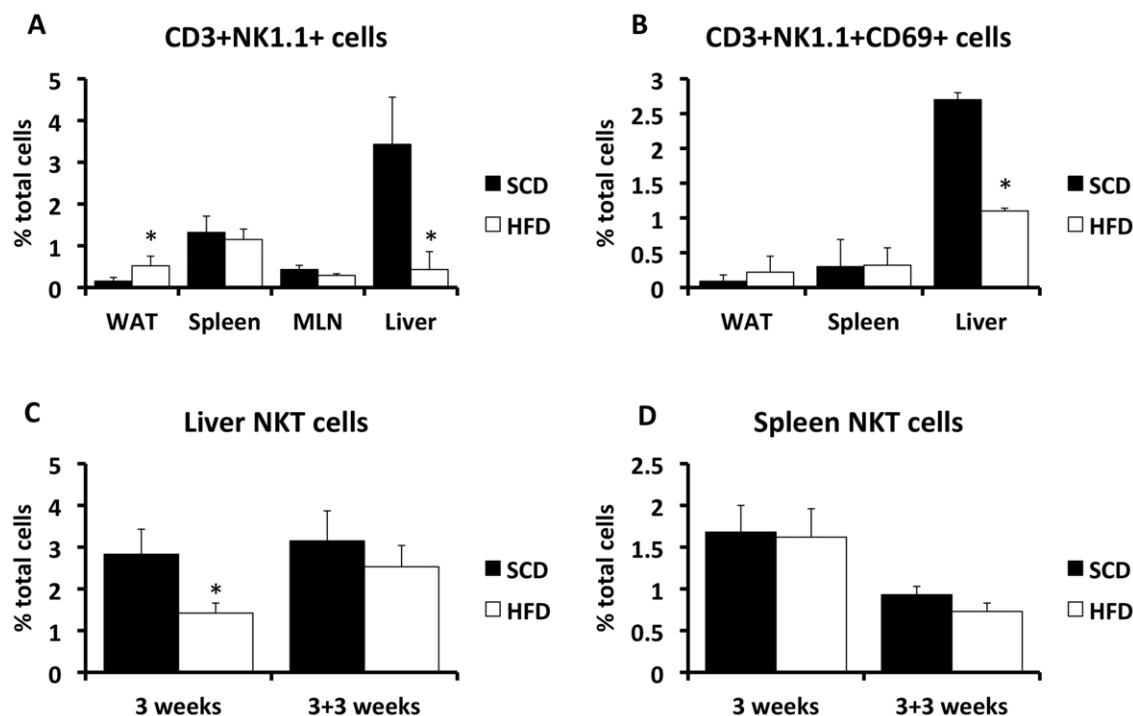 A
CD3+NK1.1+ cells
% total cells
5
4
3
2
1
0
*
*
WAT Spleen MLN Liver
SCD
HFD
B
CD3+NK1.1+CD69+ cells
% total cells
3
2.5
2
1.5
1
0.5
0
*
WAT Spleen Liver
SCD
HFD
C
Liver NKT cells
% total cells
5
4
3
2
1
0
*
3 weeks 3+3 weeks
SCD
HFD
D
Spleen NKT cells
% total cells
2.5
2
1.5
1
0.5
0
3 weeks 3+3 weeks
SCD
HFD